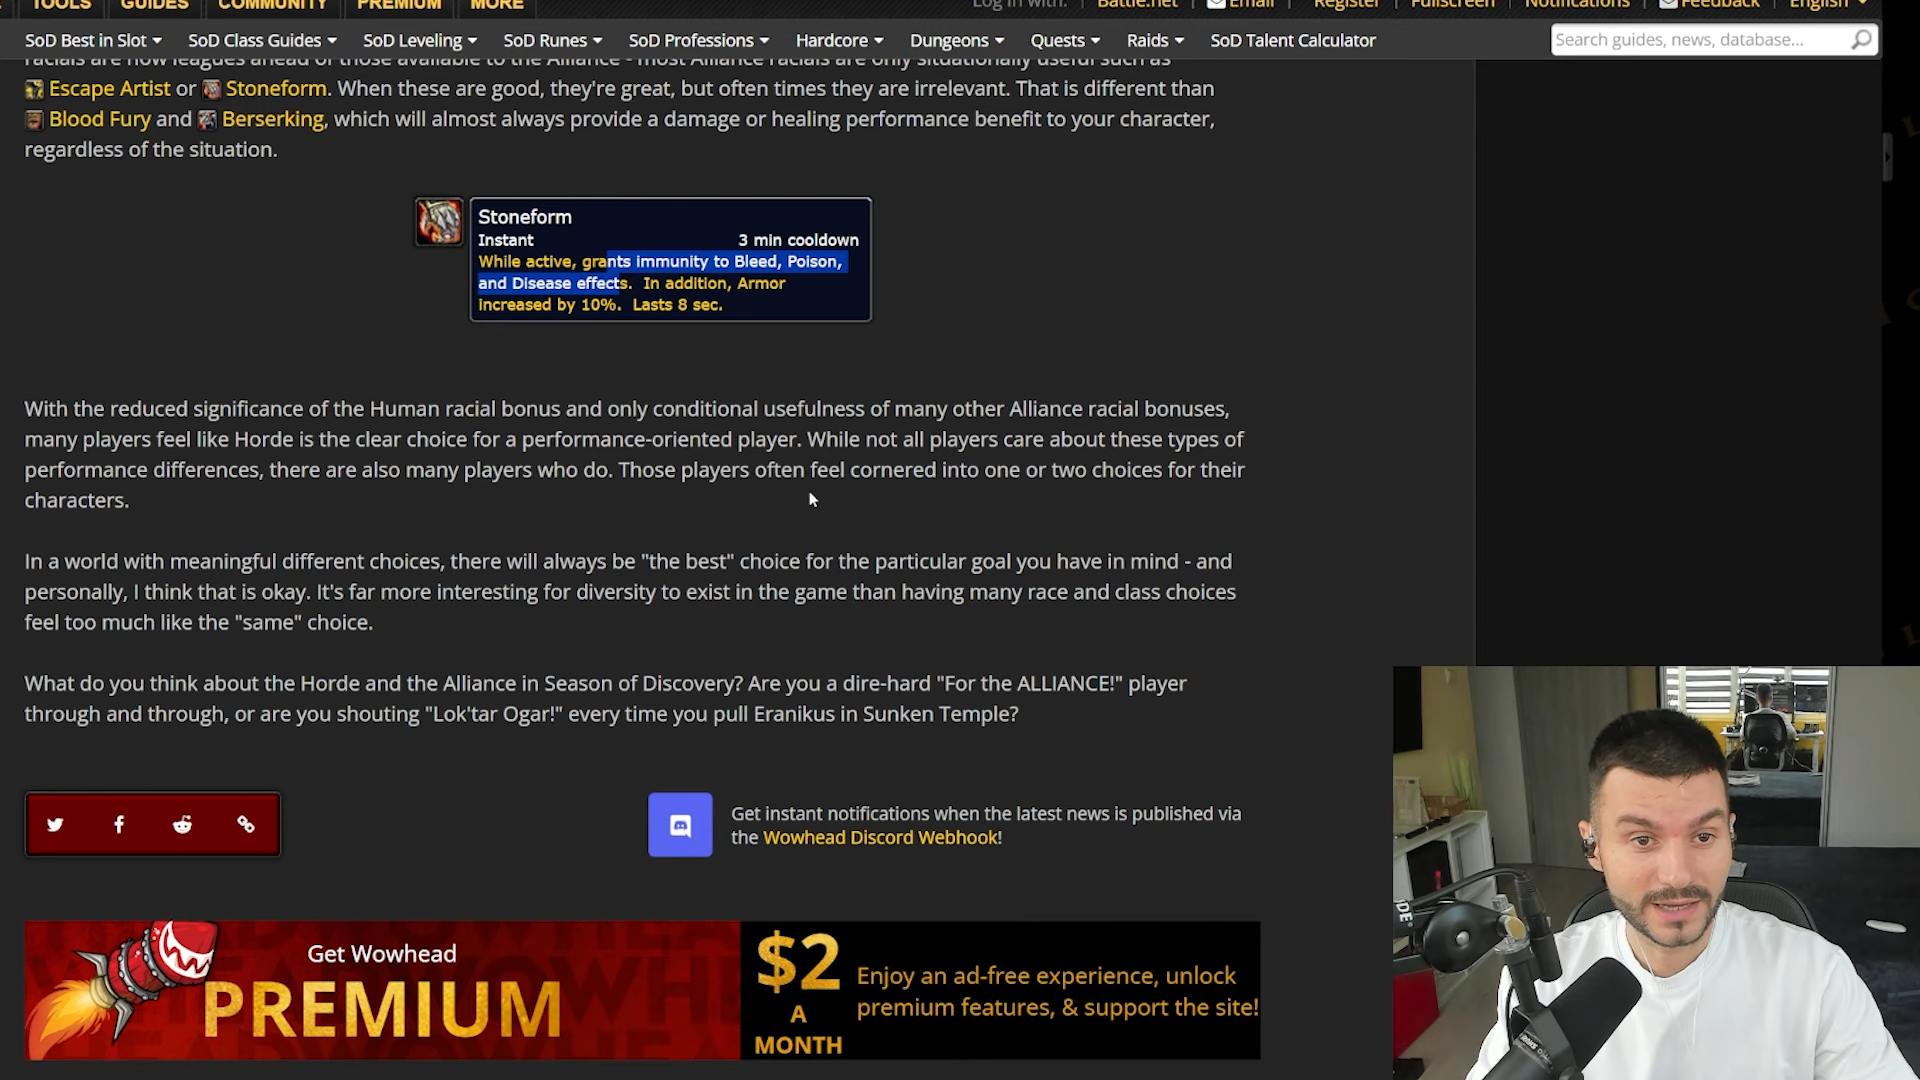 TOOLS GUIDES COMMUNITY PREMIUM MORE Log in with: Battle.net Email Register Fullscreen Notifications Feedback English
SoD Best in Slot SoD Class Guides SoD Leveling SoD Runes SoD Professions Hardcore Dungeons Quests Raids SoD Talent Calculator Search guides, news, database...
racials are now leagues ahead of those available to the Alliance - most Alliance racials are only situationally useful such as
Escape Artist or Stoneform. When these are good, they're great, but often times they are irrelevant. That is different than
Blood Fury and Berserking, which will almost always provide a damage or healing performance benefit to your character,
regardless of the situation.
Stoneform
Instant 3 min cooldown
While active, grants immunity to Bleed, Poison,
and Disease effects. In addition, Armor
increased by 10%. Lasts 8 sec.
With the reduced significance of the Human racial bonus and only conditional usefulness of many other Alliance racial bonuses,
many players feel like Horde is the clear choice for a performance-oriented player. While not all players care about these types of
performance differences, there are also many players who do. Those players often feel cornered into one or two choices for their
characters.
In a world with meaningful different choices, there will always be "the best" choice for the particular goal you have in mind - and
personally, I think that is okay. It's far more interesting for diversity to exist in the game than having many race and class choices
feel too much like the "same" choice.
What do you think about the Horde and the Alliance in Season of Discovery? Are you a dire-hard "For the ALLIANCE!" player
through and through, or are you shouting "Lok'tar Ogar!" every time you pull Eranikus in Sunken Temple?
Get instant notifications when the latest news is published via
the Wowhead Discord Webhook!
Get Wowhead
PREMIUM
$2
A
MONTH
Enjoy an ad-free experience, unlock
premium features, & support the site!